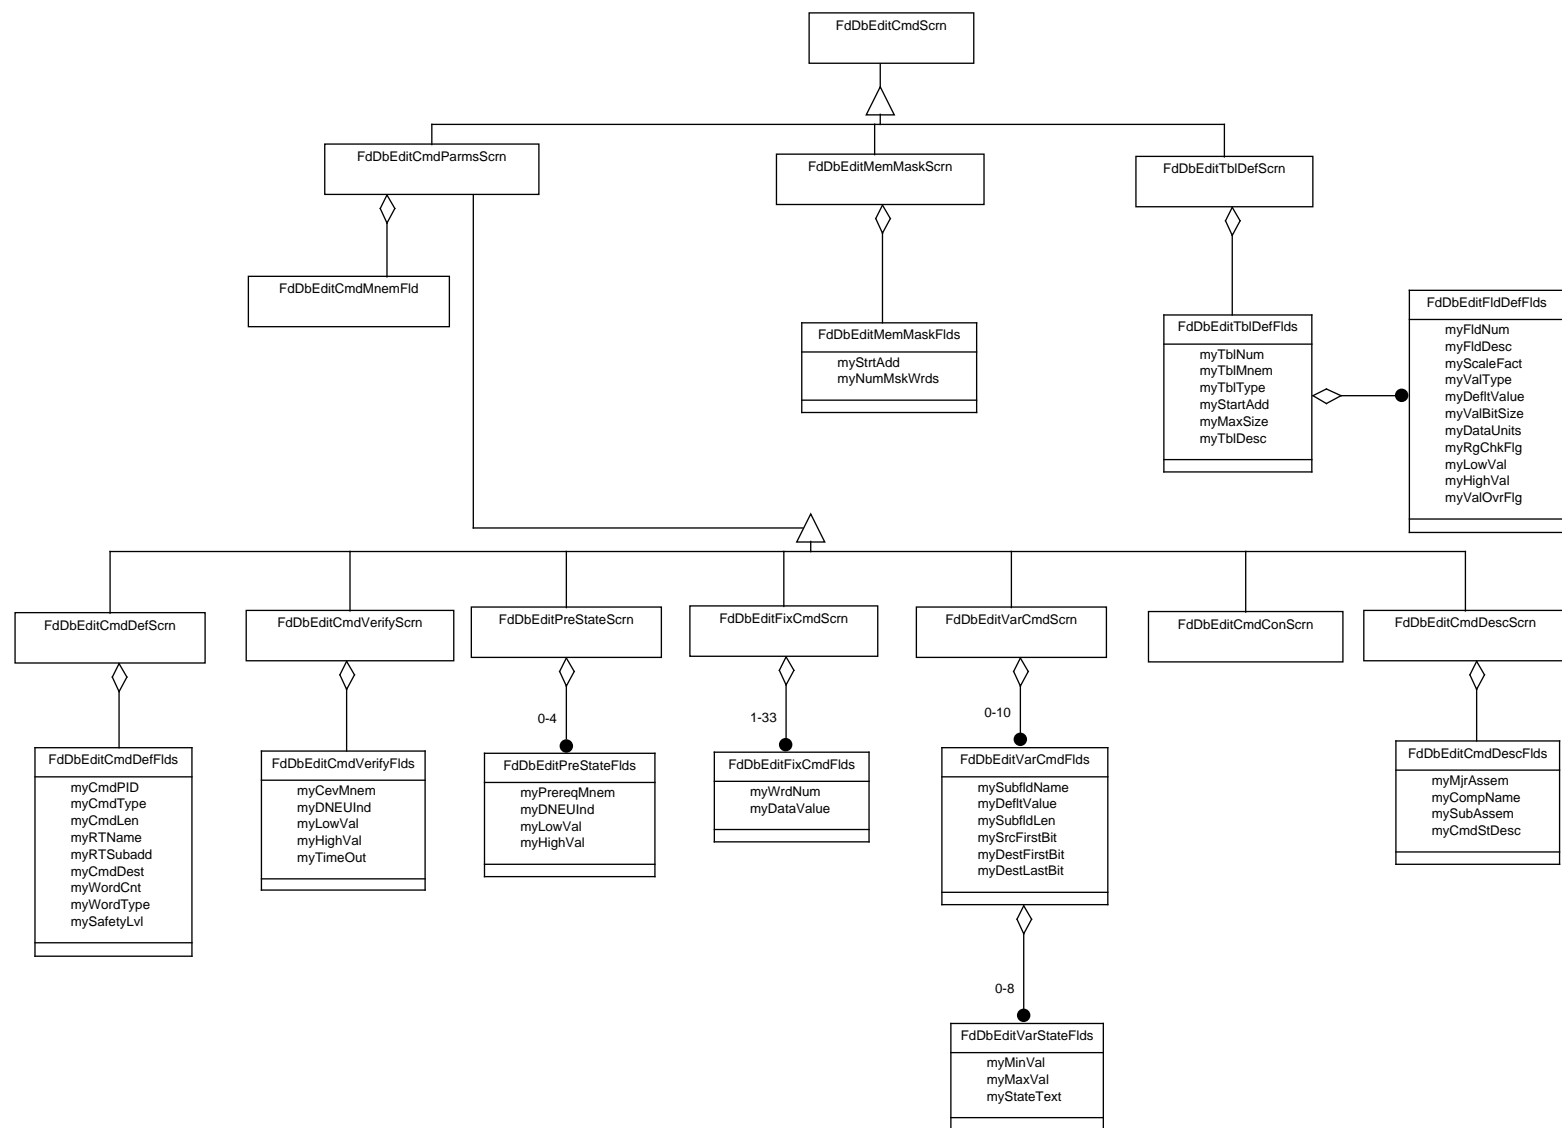 FdDbEditCmdScrn
FdDbEditCmdParmsScrn
FdDbEditMemMaskScrn
FdDbEditTblDefScrn
FdDbEditCmdMnemFld
FdDbEditMemMaskFlds
myStrtAdd
myNumMskWrds
FdDbEditTblDefFlds
myTblNum
myTblMnem
myTblType
myStartAdd
myMaxSize
myTblDesc
FdDbEditFldDefFlds
myFldNum
myFldDesc
myScaleFact
myValType
myDefltValue
myValBitSize
myDataUnits
myRgChkFlg
myLowVal
myHighVal
myValOvrFlg
FdDbEditCmdDefScrn
FdDbEditCmdVerifyScrn
FdDbEditPreStateScrn
FdDbEditFixCmdScrn
FdDbEditVarCmdScrn
FdDbEditCmdConScrn
FdDbEditCmdDescScrn
0-4
1-33
0-10
FdDbEditCmdDefFlds
myCmdPID
myCmdType
myCmdLen
myRTName
myRTSubadd
myCmdDest
myWordCnt
myWordType
mySafetyLvl
FdDbEditCmdVerifyFlds
myCevMnem
myDNEUInd
myLowVal
myHighVal
myTimeOut
FdDbEditPreStateFlds
myPrereqMnem
myDNEUInd
myLowVal
myHighVal
FdDbEditFixCmdFlds
myWrdNum
myDataValue
FdDbEditVarCmdFlds
mySubfldName
myDefltValue
mySubfldLen
mySrcFirstBit
myDestFirstBit
myDestLastBit
FdDbEditCmdDescFlds
myMjrAssem
myCompName
mySubAssem
myCmdStDesc
0-8
FdDbEditVarStateFlds
myMinVal
myMaxVal
myStateText